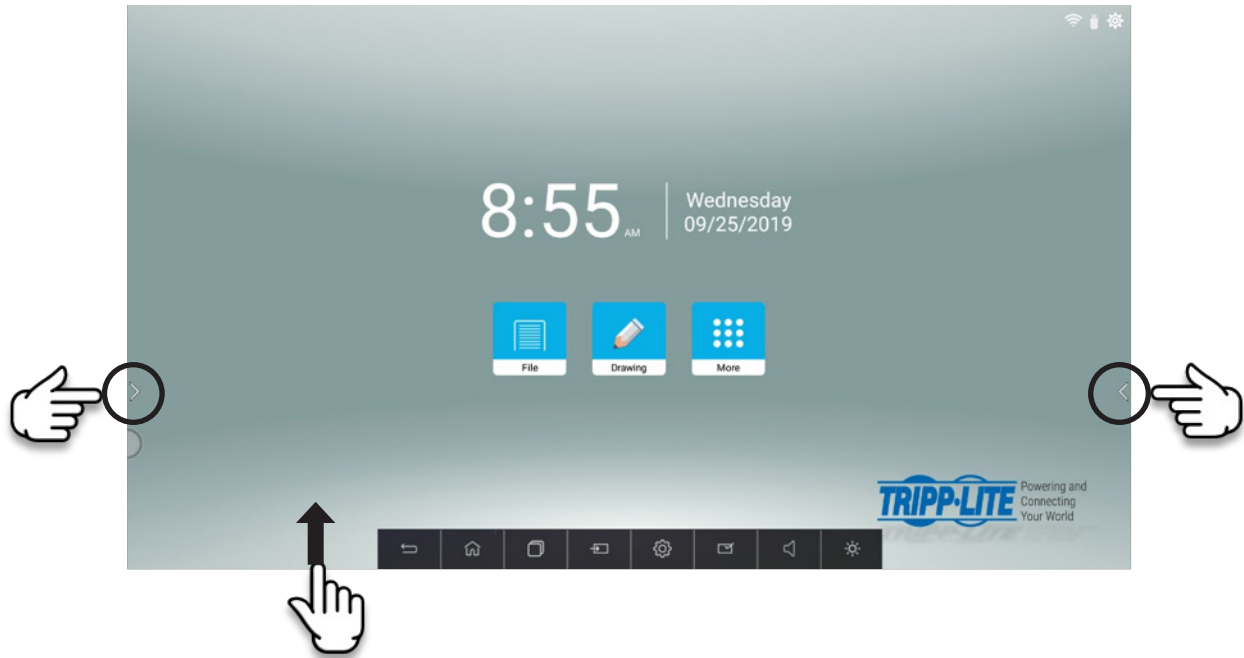 8:55 AM
Wednesday
09/25/2019
File
Drawing
More
TRIPP·LITE
Powering and
Connecting
Your World